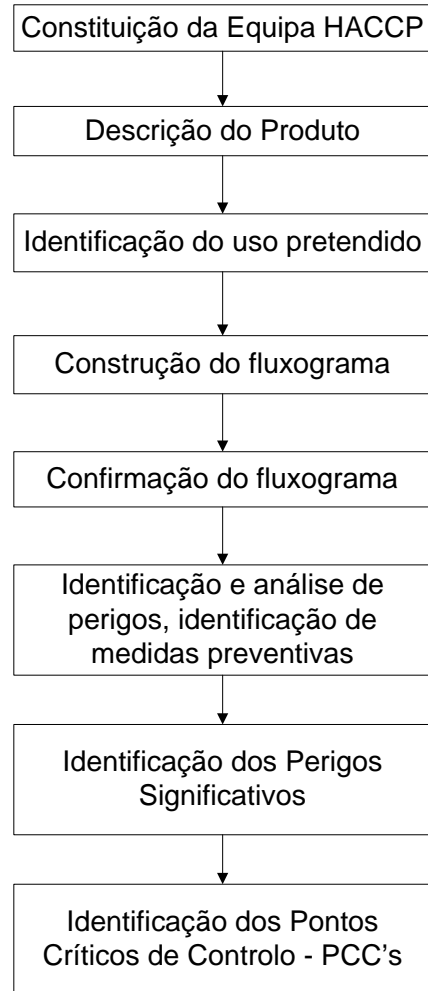 Constituição da Equipa HACCP
Descrição do Produto
Identificação do uso pretendido
Construção do fluxograma
Confirmação do fluxograma
Identificação e análise de
perigos, identificação de
medidas preventivas
Identificação dos Perigos
Significativos
Identificação dos Pontos
Críticos de Controlo - PCC's